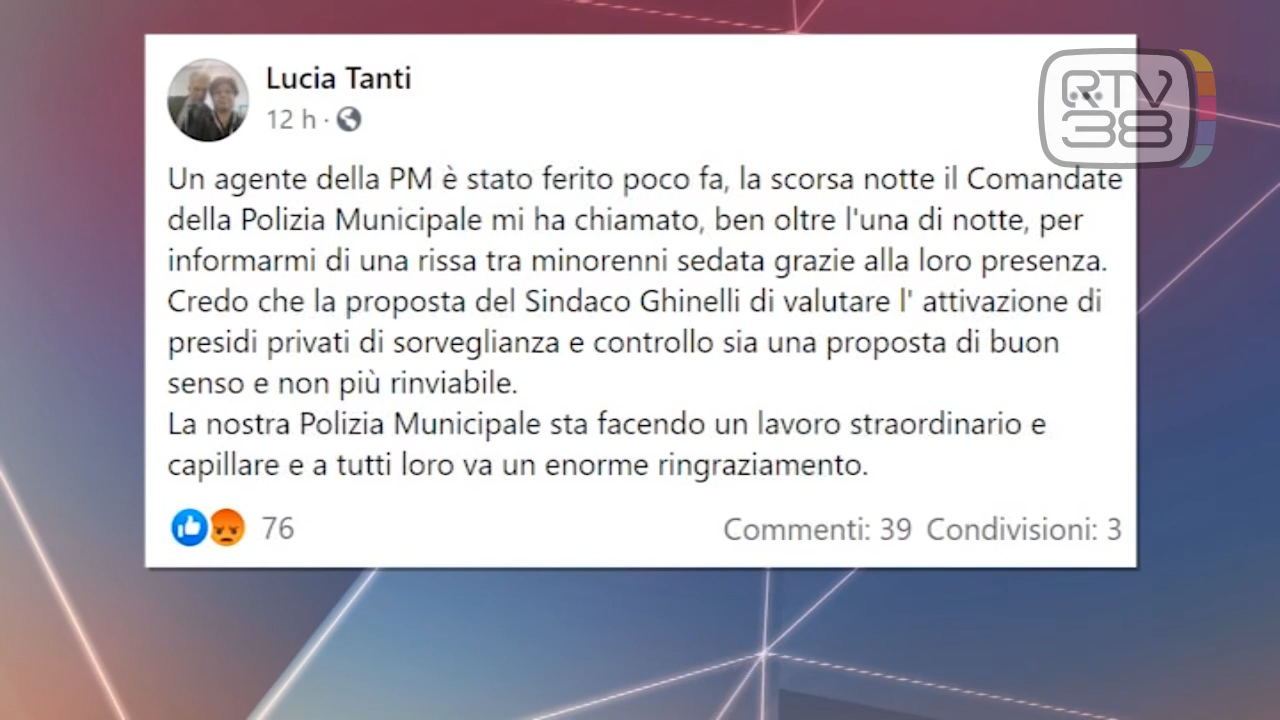 Lucia Tanti
12 h ·
RTV
38
Un agente della PM è stato ferito poco fa, la scorsa notte il Comandate
della Polizia Municipale mi ha chiamato, ben oltre l'una di notte, per
informarmi di una rissa tra minorenni sedata grazie alla loro presenza.
Credo che la proposta del Sindaco Ghinelli di valutare l' attivazione di
presidi privati di sorveglianza e controllo sia una proposta di buon
senso e non più rinviabile.
La nostra Polizia Municipale sta facendo un lavoro straordinario e
capillare e a tutti loro va un enorme ringraziamento.
76 Commenti: 39 Condivisioni: 3